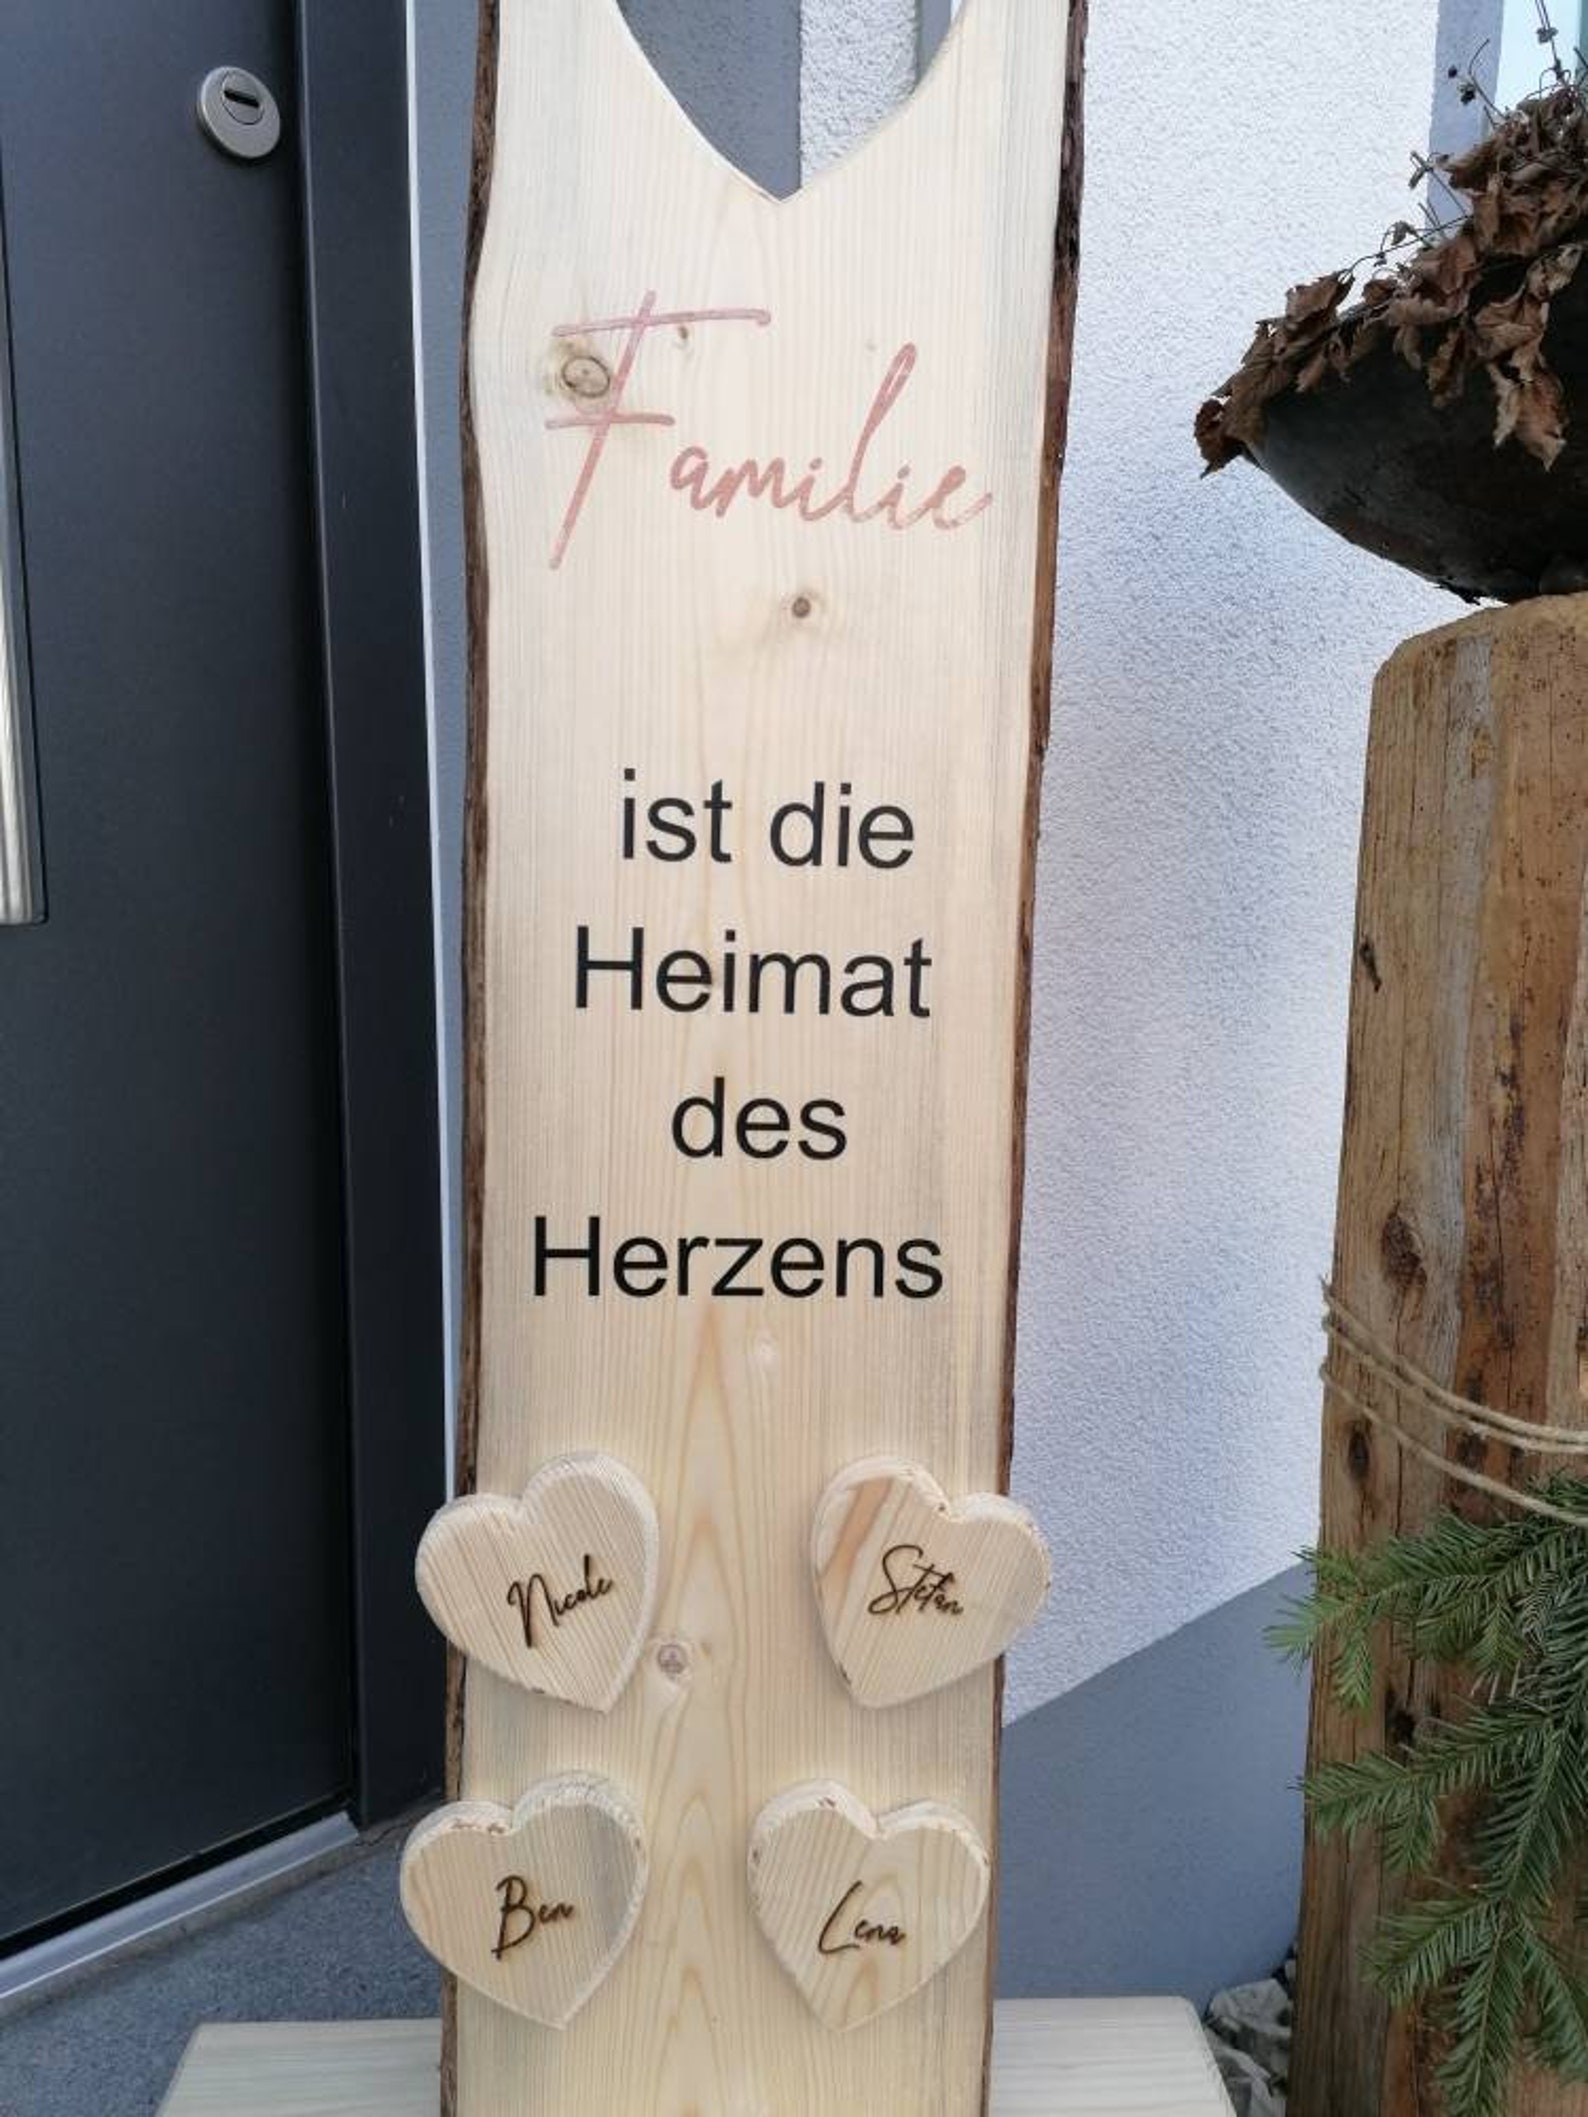 Familie
ist die
Heimat
des
Herzens
Nicole
Stefan
Ben
Lena